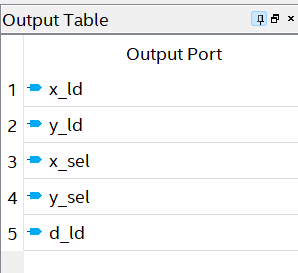 Output Table
Output Port
1 x_ld
2 y_ld
3 x_sel
4 y_sel
5 d_ld